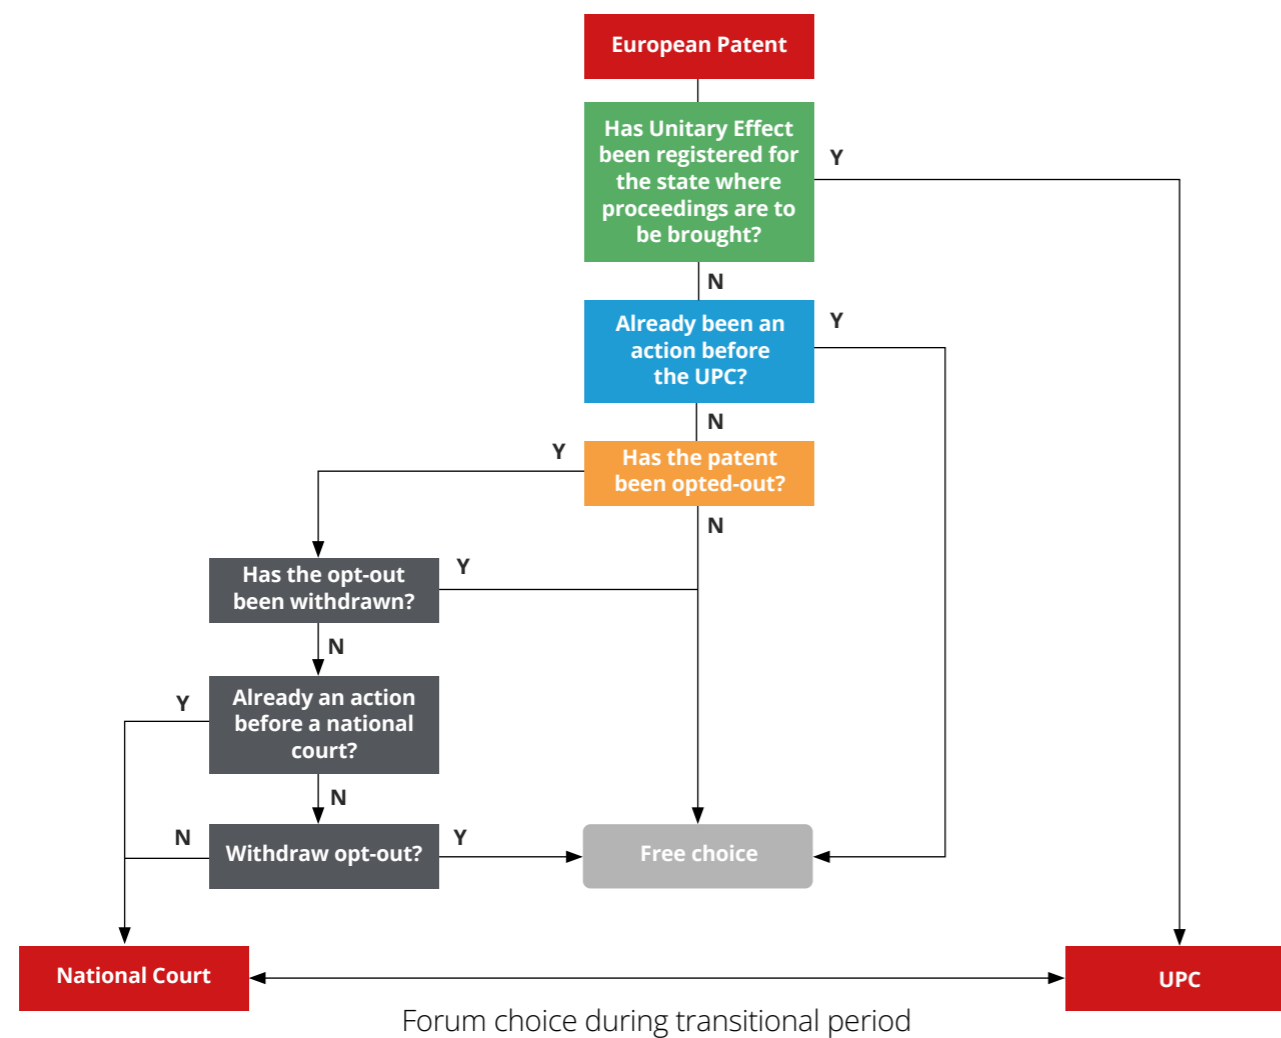 European Patent
Has Unitary Effect
been registered for
the state where
proceedings are to
be brought?
Y
N
Already been an
action before
the UPC?
Y
N
Has the patent
been opted-out?
Y
N
Has the opt-out
been withdrawn?
Y
N
Already an action
before a national
court?
Y
N
Withdraw opt-out?
N
Y
Free choice
National Court
UPC
Forum choice during transitional period